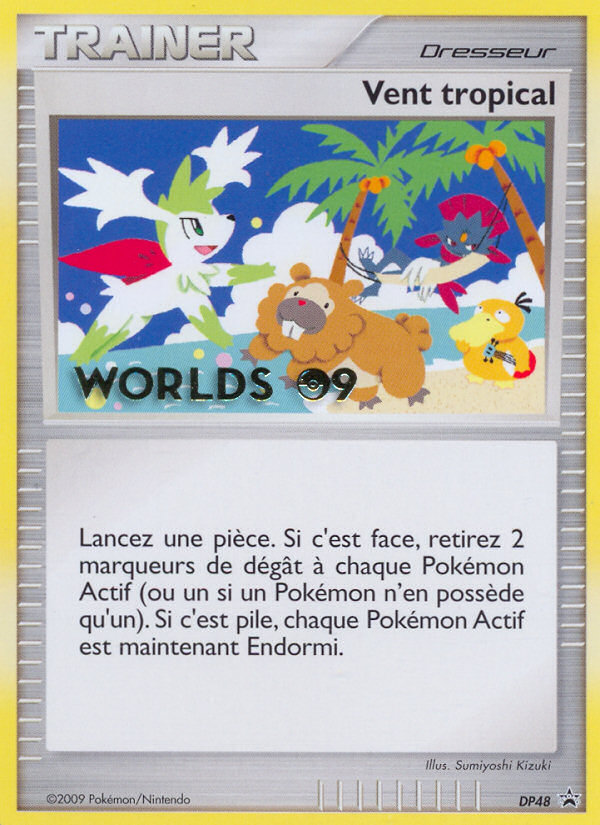 TRAINER
Dresseur
Vent tropical
WORLDS 09
Lancez une pièce. Si c'est face, retirez 2
marqueurs de dégât à chaque Pokémon
Actif (ou un si un Pokémon n'en possède
qu'un). Si c'est pile, chaque Pokémon Actif
est maintenant Endormi.
Illus. Sumiyoshi Kizuki
©2009 Pokémon/Nintendo
DP48